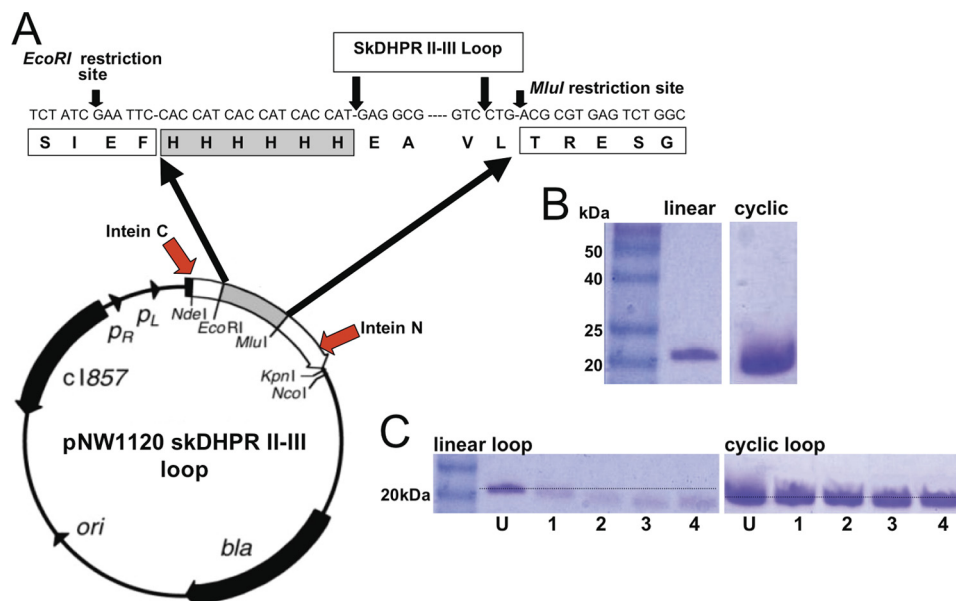 A
SkDHPR II-III Loop
EcoRI restriction
site
MluI restriction site
TCT ATC GAA TTC-CAC CAT CAC CAT CAC CAT-GAG GCG ---- GTC CTG-ACG CGT GAG TCT GGC
S I E F H H H H H H E A V L T R E S G
B
kDa
linear
cyclic
50
40
25
20
Intein C
NdeI
EcoRI
MluI
Intein N
KpnI
NcoI
pR
pL
cI857
pNW1120 skDHPR II-III
loop
ori
bla
C
linear loop
cyclic loop
20kDa
U 1 2 3 4
U 1 2 3 4